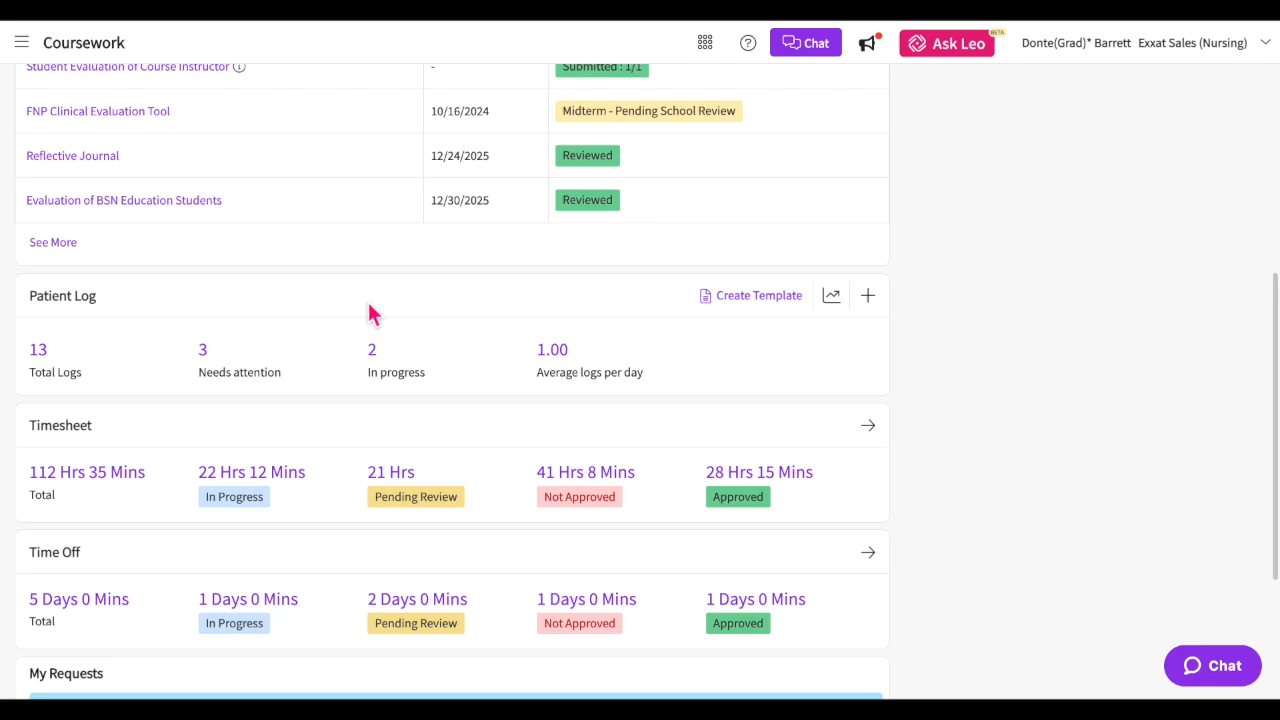 Coursework
Chat
Ask Leo
BETA
Donte(Grad)* Barrett Exxat Sales (Nursing)
Student Evaluation of Course Instructor
-
Submitted : 1/1
FNP Clinical Evaluation Tool
10/16/2024
Midterm - Pending School Review
Reflective Journal
12/24/2025
Reviewed
Evaluation of BSN Education Students
12/30/2025
Reviewed
See More
Patient Log
Create Template
13
Total Logs
3
Needs attention
2
In progress
1.00
Average logs per day
Timesheet
112 Hrs 35 Mins
Total
22 Hrs 12 Mins
In Progress
21 Hrs
Pending Review
41 Hrs 8 Mins
Not Approved
28 Hrs 15 Mins
Approved
Time Off
5 Days 0 Mins
Total
1 Days 0 Mins
In Progress
2 Days 0 Mins
Pending Review
1 Days 0 Mins
Not Approved
1 Days 0 Mins
Approved
My Requests
Chat